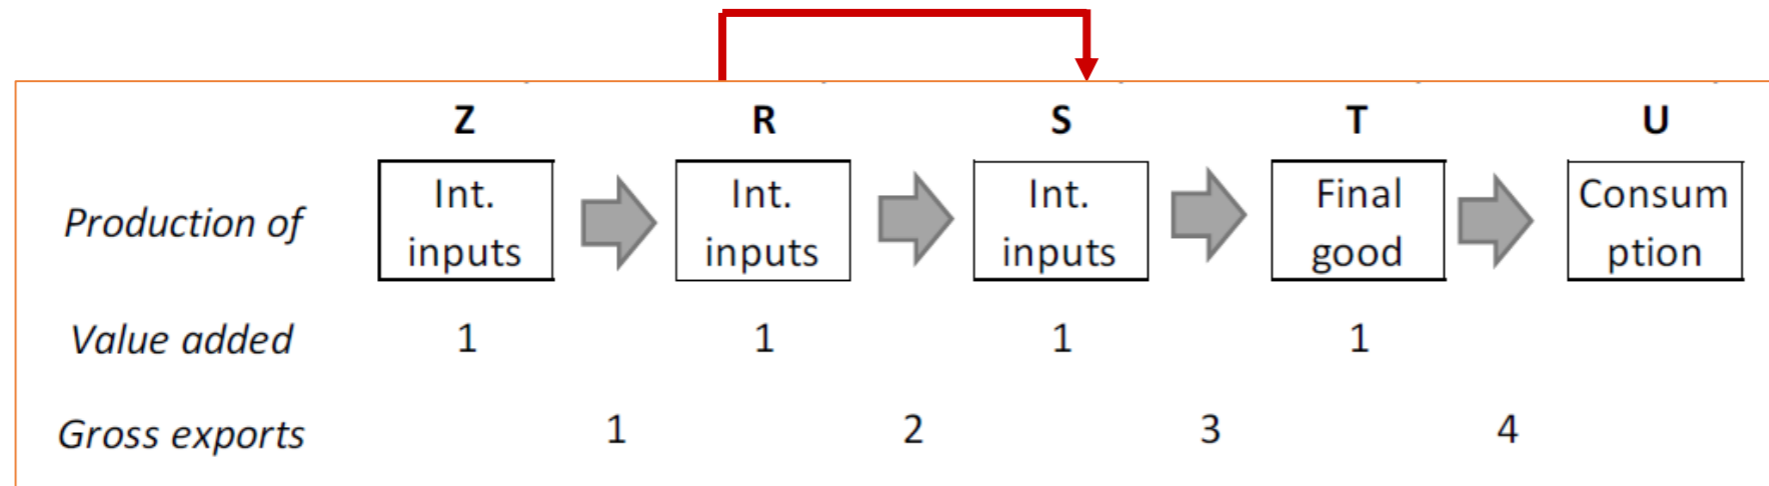 Z R S T U
Production of
Int. inputs
Int. inputs
Int. inputs
Final good
Consum ption
Value added 1 1 1 1
Gross exports 1 2 3 4